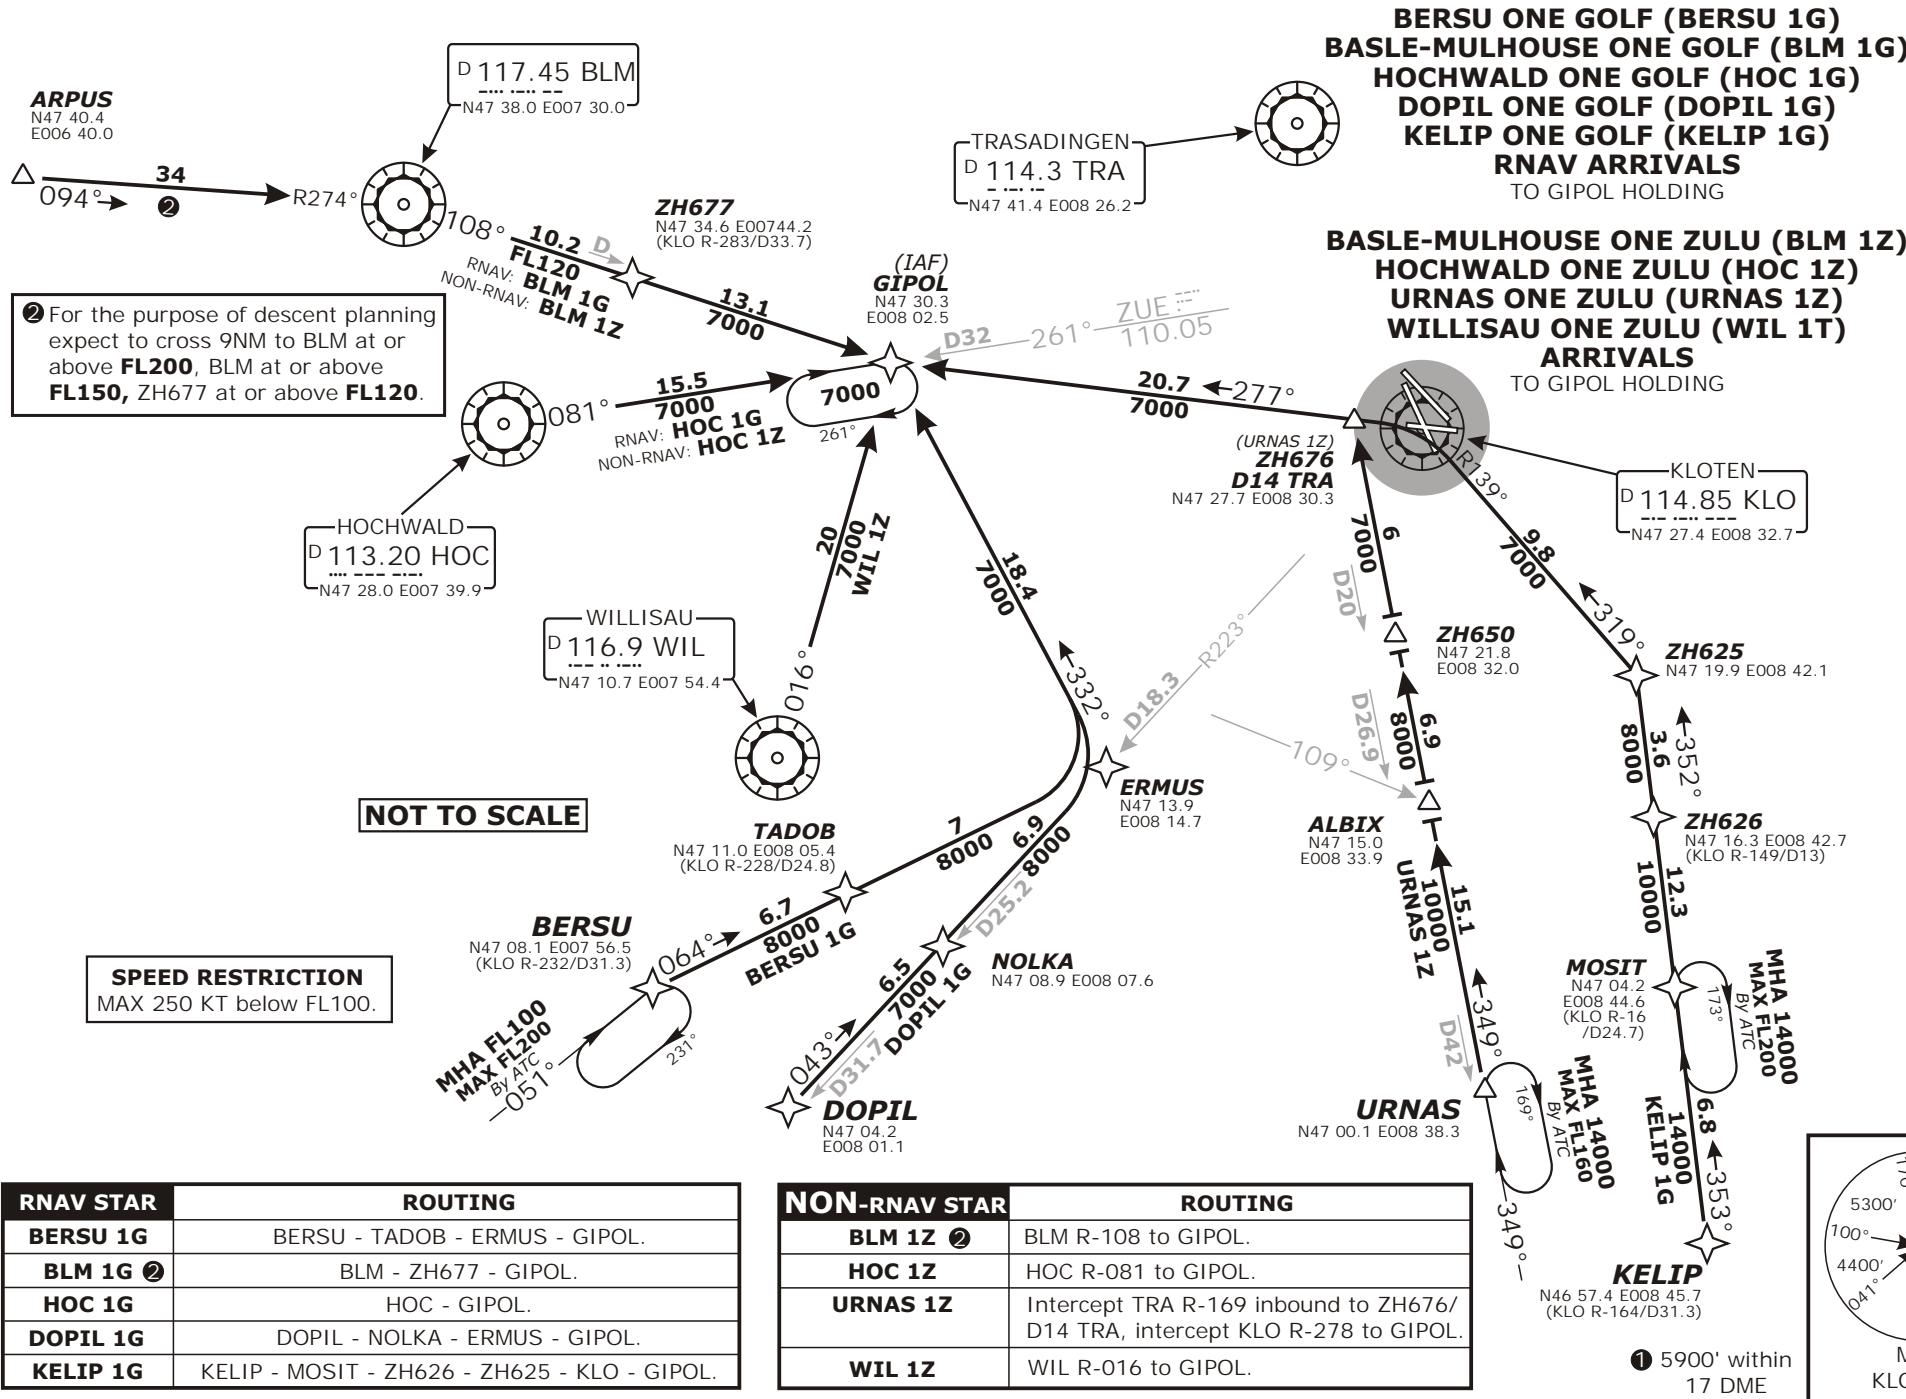 BERSU ONE GOLF (BERSU 1G)
BASLE-MULHOUSE ONE GOLF (BLM 1G)
HOCHWALD ONE GOLF (HOC 1G)
DOPIL ONE GOLF (DOPIL 1G)
KELIP ONE GOLF (KELIP 1G)
RNAV ARRIVALS
TO GIPOL HOLDING
BASLE-MULHOUSE ONE ZULU (BLM 1Z)
HOCHWALD ONE ZULU (HOC 1Z)
URNAS ONE ZULU (URNAS 1Z)
WILLISAU ONE ZULU (WIL 1T)
ARRIVALS
TO GIPOL HOLDING
D 117.45 BLM
N47 38.0 E007 30.0
ARPUS
N47 40.4
E006 40.0
34
094°
❷
R274°
TRASADINGEN
D 114.3 TRA
N47 41.4 E008 26.2
108°
10.2
D
FL120
RNAV: BLM 1G
NON-RNAV: BLM 1Z
ZH677
N47 34.6 E00744.2
(KLO R-283/D33.7)
13.1
7000
(IAF)
GIPOL
N47 30.3
E008 02.5
D32
261°
ZUE
110.05
❷ For the purpose of descent planning
expect to cross 9NM to BLM at or
above FL200, BLM at or above
FL150, ZH677 at or above FL120.
081°
15.5
7000
RNAV: HOC 1G
NON-RNAV: HOC 1Z
7000
261°
20.7
7000
277°
(URNAS 1Z)
ZH676
D14 TRA
N47 27.7 E008 30.3
R139°
KLOTEN
D 114.85 KLO
N47 27.4 E008 32.7
HOCHWALD
D 113.20 HOC
N47 28.0 E007 39.9
20
7000
WIL 1Z
016°
WILLISAU
D 116.9 WIL
N47 10.7 E007 54.4
18.4
7000
332°
R223°
D18.3
ERMUS
N47 13.9
E008 14.7
6
7000
D20
ZH650
N47 21.8
E008 32.0
6.9
8000
D26.9
109°
ALBIX
N47 15.0
E008 33.9
9.8
7000
319°
ZH625
N47 19.9 E008 42.1
3.6
8000
352°
ZH626
N47 16.3 E008 42.7
(KLO R-149/D13)
12.3
10000
NOT TO SCALE
TADOB
N47 11.0 E008 05.4
(KLO R-228/D24.8)
7
8000
6.9
8000
D25.2
BERSU
N47 08.1 E007 56.5
(KLO R-232/D31.3)
064°
6.7
8000
BERSU 1G
231°
MHA FL100
MAX FL200
By ATC
051°
SPEED RESTRICTION
MAX 250 KT below FL100.
NOLKA
N47 08.9 E008 07.6
6.5
7000
DOPIL 1G
043°
D31.7
DOPIL
N47 04.2
E008 01.1
15.1
10000
URNAS 1Z
349°
D42
URNAS
N47 00.1 E008 38.3
169°
MHA 14000
MAX FL160
By ATC
349°
MOSIT
N47 04.2
E008 44.6
(KLO R-16
/D24.7)
173°
MHA 14000
MAX FL200
By ATC
6.8
14000
KELIP 1G
353°
KELIP
N46 57.4 E008 45.7
(KLO R-164/D31.3)
❶ 5900' within
17 DME
5300'
100°
4400'
041°
KLO
RNAV STAR ROUTING
BERSU 1G BERSU - TADOB - ERMUS - GIPOL.
BLM 1G ❷ BLM - ZH677 - GIPOL.
HOC 1G HOC - GIPOL.
DOPIL 1G DOPIL - NOLKA - ERMUS - GIPOL.
KELIP 1G KELIP - MOSIT - ZH626 - ZH625 - KLO - GIPOL.
NON-RNAV STAR ROUTING
BLM 1Z ❷ BLM R-108 to GIPOL.
HOC 1Z HOC R-081 to GIPOL.
URNAS 1Z Intercept TRA R-169 inbound to ZH676/
D14 TRA, intercept KLO R-278 to GIPOL.
WIL 1Z WIL R-016 to GIPOL.